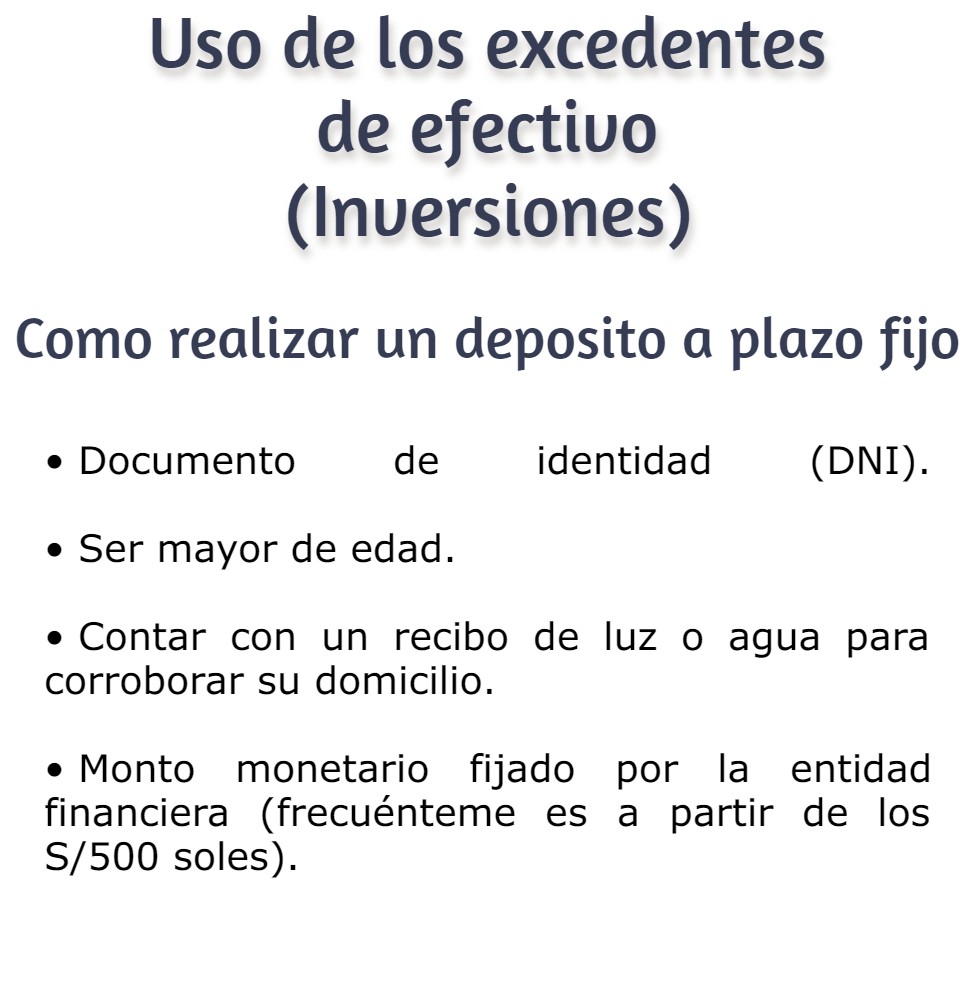 Uso de los excedentes
de efectivo
(Inversiones)
Como realizar un deposito a plazo fijo
• Documento de identidad (DNI).
• Ser mayor de edad.
• Contar con un recibo de luz o agua para
corroborar su domicilio.
• Monto monetario fijado por la entidad
financiera (frecuénteme es a partir de los
S/500 soles).